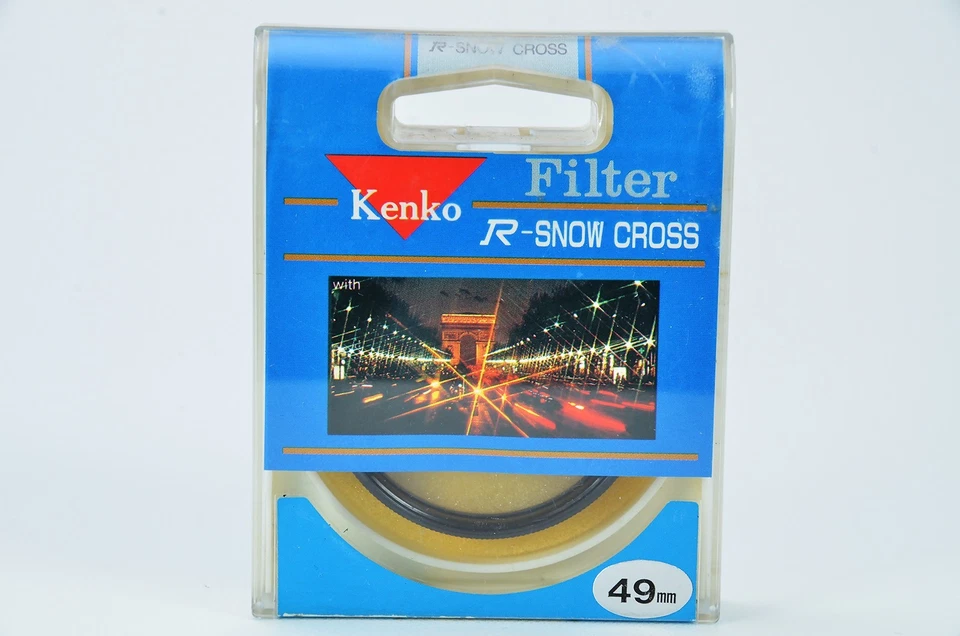 R-SNOW CROSS
Filter
Kenko
R-SNOW CROSS
with
49mm